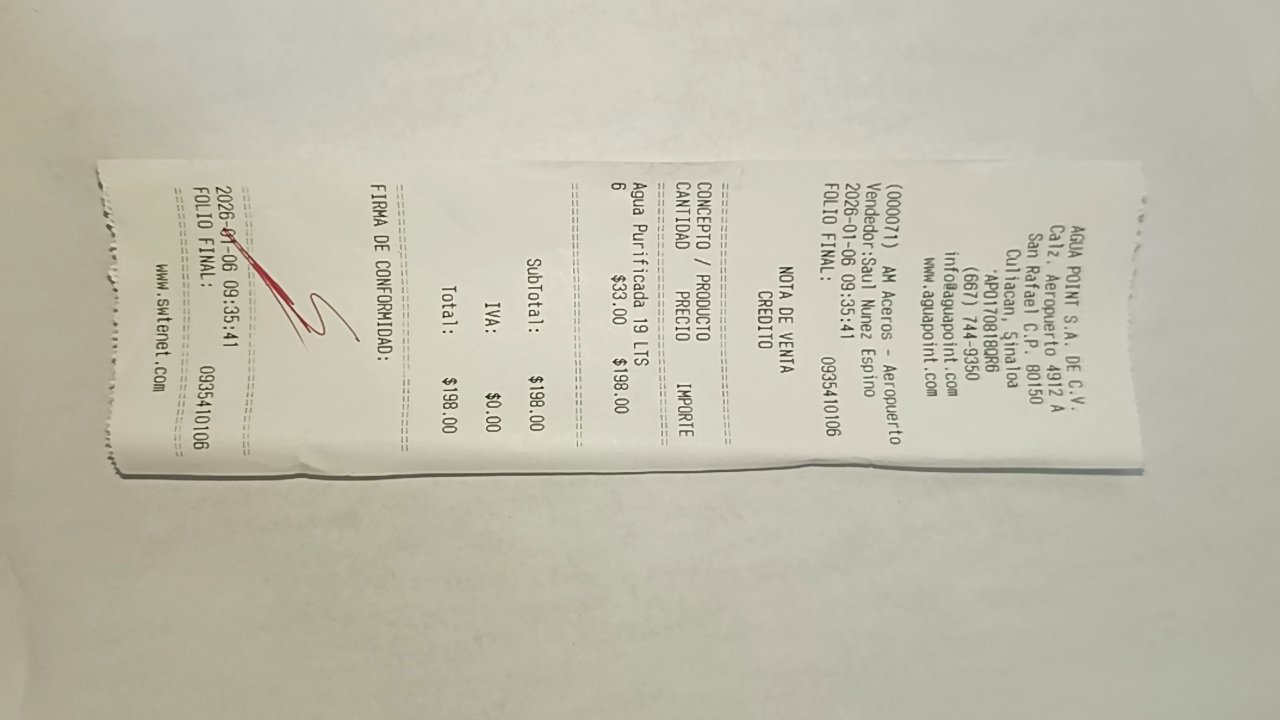 AGUA POINT S.A. DE C.V.
Calz. Aeropuerto 4912 A
San Rafael C.P. 80150
Culiacan, Sinaloa
'APO170818QR6
(667) 744-9350
info@aguapoint.com
www.aguapoint.com
(000071) AM Aceros - Aeropuerto
Vendedor:Saul Nunez Espino
2026-01-06 09:35:41
FOLIO FINAL: 0935410106
NOTA DE VENTA
CREDITO
CONCEPTO / PRODUCTO
CANTIDAD PRECIO IMPORTE
Agua Purificada 19 LTS
6 $33.00 $198.00
SubTotal: $198.00
IVA: $0.00
Total: $198.00
FIRMA DE CONFORMIDAD:
2026-01-06 09:35:41
FOLIO FINAL: 0935410106
www.swtenet.com